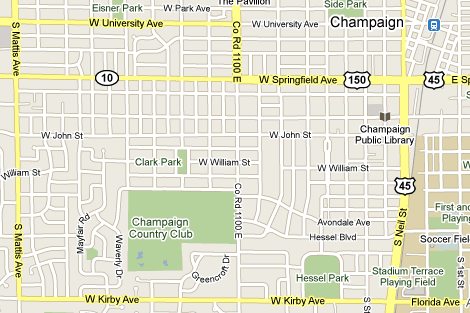 The Pavilion
Eisner Park
W Park Ave
Side Park
Champaign
W University Ave
W University Ave
S Mattis Ave
Co Rd 1100 E
10
W Springfield Ave
150
45
E Sp
W John St
W John St
Champaign
Public Library
Clark Park
W William St
W William St
William St
45
Co Rd 1100 E
First and
Playing
Mayfair Rd
Waverly Dr
Champaign
Country Club
Avondale Ave
Hessel Blvd
S Neil St
Soccer Field
S Mattis Ave
Greencroft Dr
Hessel Park
Stadium Terrace
Playing Field
S 1st St
W Kirby Ave
W Kirby Ave
Florida Ave